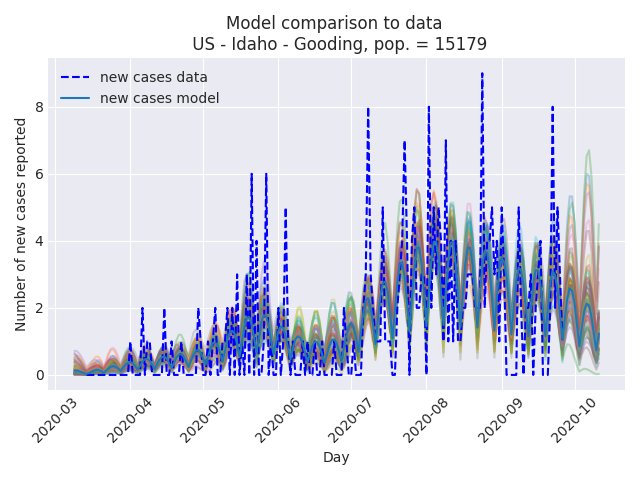 Model comparison to data
US - Idaho - Gooding, pop. = 15179
new cases data
new cases model
Number of new cases reported
8
6
4
2
0
2020-03
2020-04
2020-05
2020-06
2020-07
2020-08
2020-09
2020-10
Day